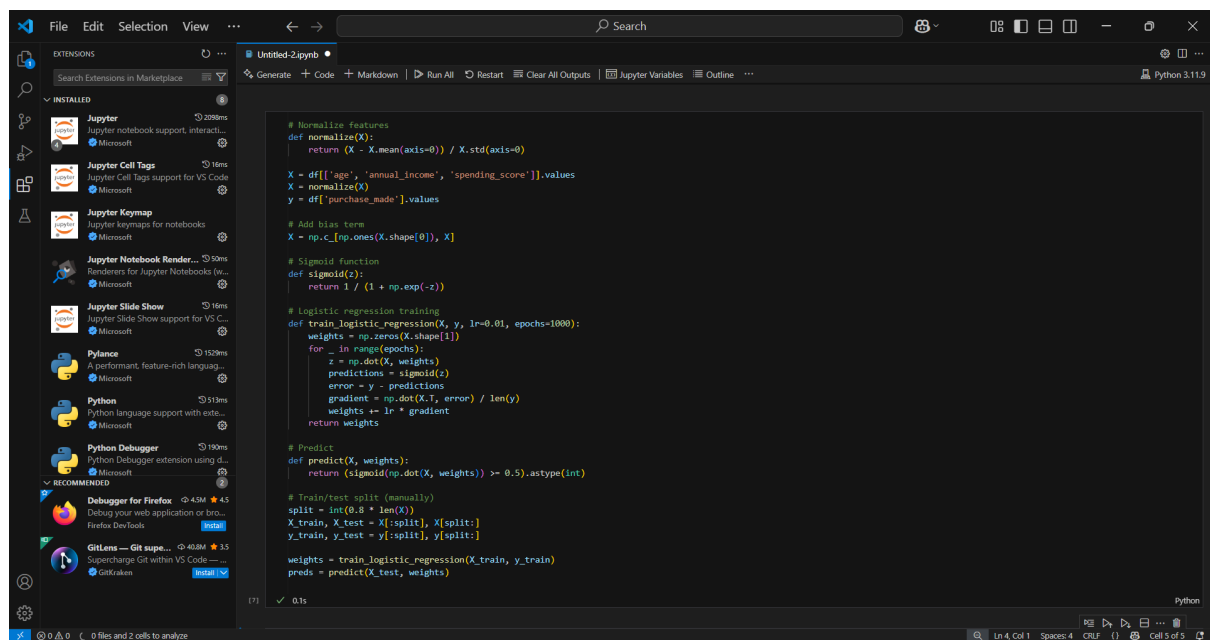 File Edit Selection View ··· Search
EXTENSIONS
Search Extensions in Marketplace
INSTALLED 8
Jupyter 2098ms
Jupyter notebook support, interacti...
Microsoft
4
Jupyter Cell Tags 16ms
Jupyter Cell Tags support for VS Code
Microsoft
Jupyter Keymap
Jupyter keymaps for notebooks
Microsoft
Jupyter Notebook Render... 50ms
Renderers for Jupyter Notebooks (w...
Microsoft
Jupyter Slide Show 16ms
Jupyter Slide Show support for VS C...
Microsoft
Pylance 1529ms
A performant, feature-rich languag...
Microsoft
Python 513ms
Python language support with exte...
Microsoft
Python Debugger 190ms
Python Debugger extension using d...
Microsoft
RECOMMENDED 2
Debugger for Firefox 4.5M 4.5
Debug your web application or bro...
Firefox DevTools Install
GitLens — Git supe... 40.8M 3.5
Supercharge Git within VS Code — ...
GitKraken Install
Untitled-2.ipynb
Generate + Code + Markdown Run All Restart Clear All Outputs Jupyter Variables Outline ··· Python 3.11.9
# Normalize features
def normalize(X):
    return (X - X.mean(axis=0)) / X.std(axis=0)
X = df[['age', 'annual_income', 'spending_score']].values
X = normalize(X)
y = df['purchase_made'].values
# Add bias term
X = np.c_[np.ones(X.shape[0]), X]
# Sigmoid function
def sigmoid(z):
    return 1 / (1 + np.exp(-z))
# Logistic regression training
def train_logistic_regression(X, y, lr=0.01, epochs=1000):
    weights = np.zeros(X.shape[1])
    for _ in range(epochs):
        z = np.dot(X, weights)
        predictions = sigmoid(z)
        error = y - predictions
        gradient = np.dot(X.T, error) / len(y)
        weights += lr * gradient
    return weights
# Predict
def predict(X, weights):
    return (sigmoid(np.dot(X, weights)) >= 0.5).astype(int)
# Train/test split (manually)
split = int(0.8 * len(X))
X_train, X_test = X[:split], X[split:]
y_train, y_test = y[:split], y[split:]
weights = train_logistic_regression(X_train, y_train)
preds = predict(X_test, weights)
[7] ✓ 0.1s Python
0 0 0 files and 2 cells to analyze Ln 4, Col 1 Spaces: 4 CRLF {} Cell 5 of 5